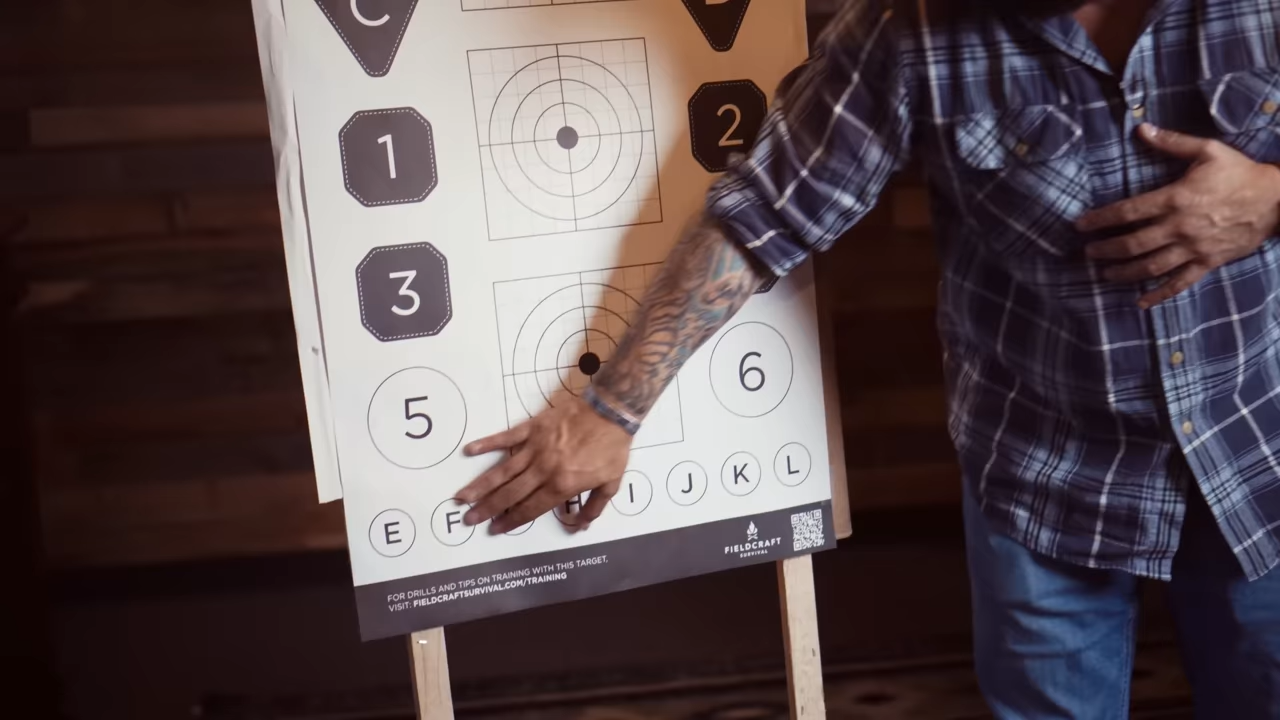 C
1
2
3
5
6
E F H I J K L
FOR DRILLS AND TIPS ON TRAINING WITH THIS TARGET,
VISIT: FIELDCRAFTSURVIVAL.COM/TRAINING
FIELDCRAFT
SURVIVAL